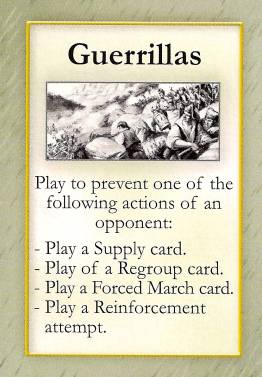 Guerrillas
Play to prevent one of the
following actions of an
opponent:
- Play a Supply card.
- Play of a Regroup card.
- Play a Forced March card.
- Play a Reinforcement
attempt.